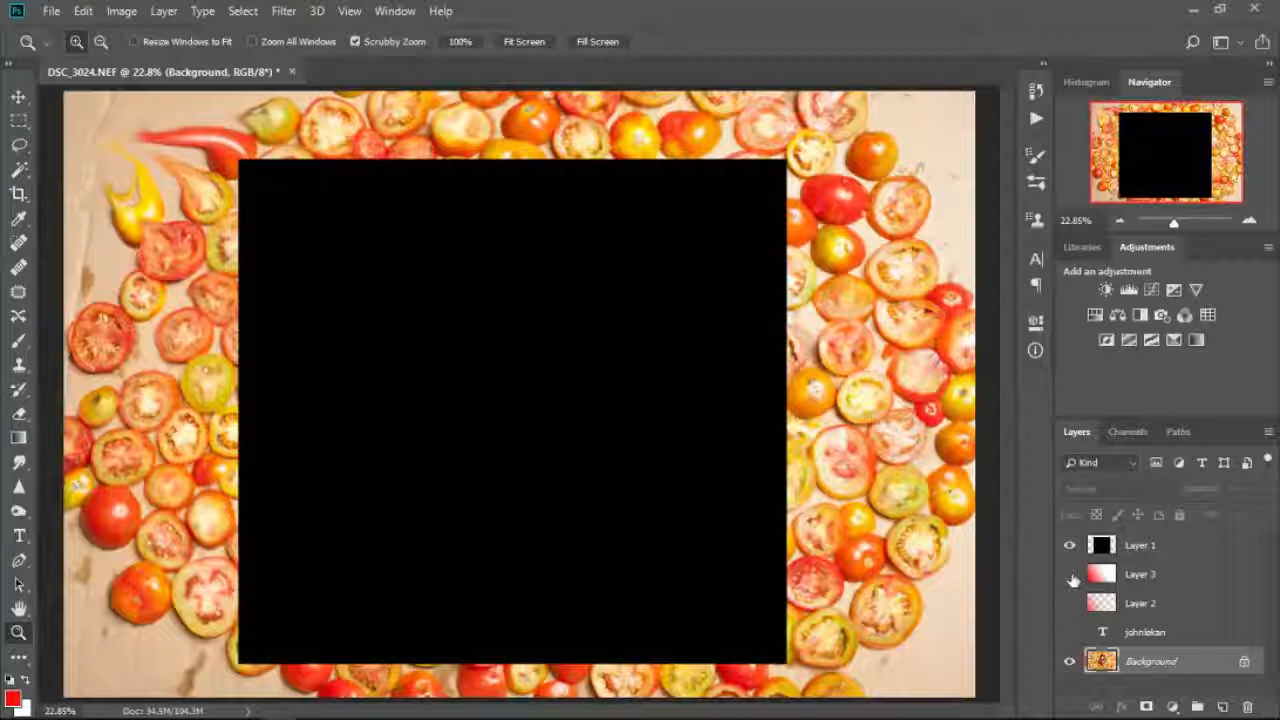 Ps File Edit Image Layer Type Select Filter 3D View Window Help
Resize Windows to Fit Zoom All Windows Scrubby Zoom 100% Fit Screen Fill Screen
DSC_3024.NEF @ 22.8% (Background, RGB/8*) * ×
Histogram Navigator
22.85%
Libraries Adjustments
Add an adjustment
Layers Channels Paths
Kind
Layer 1
Layer 3
Layer 2
T johnlekan
Background
22.85% Doc: 34.5M/104.3M